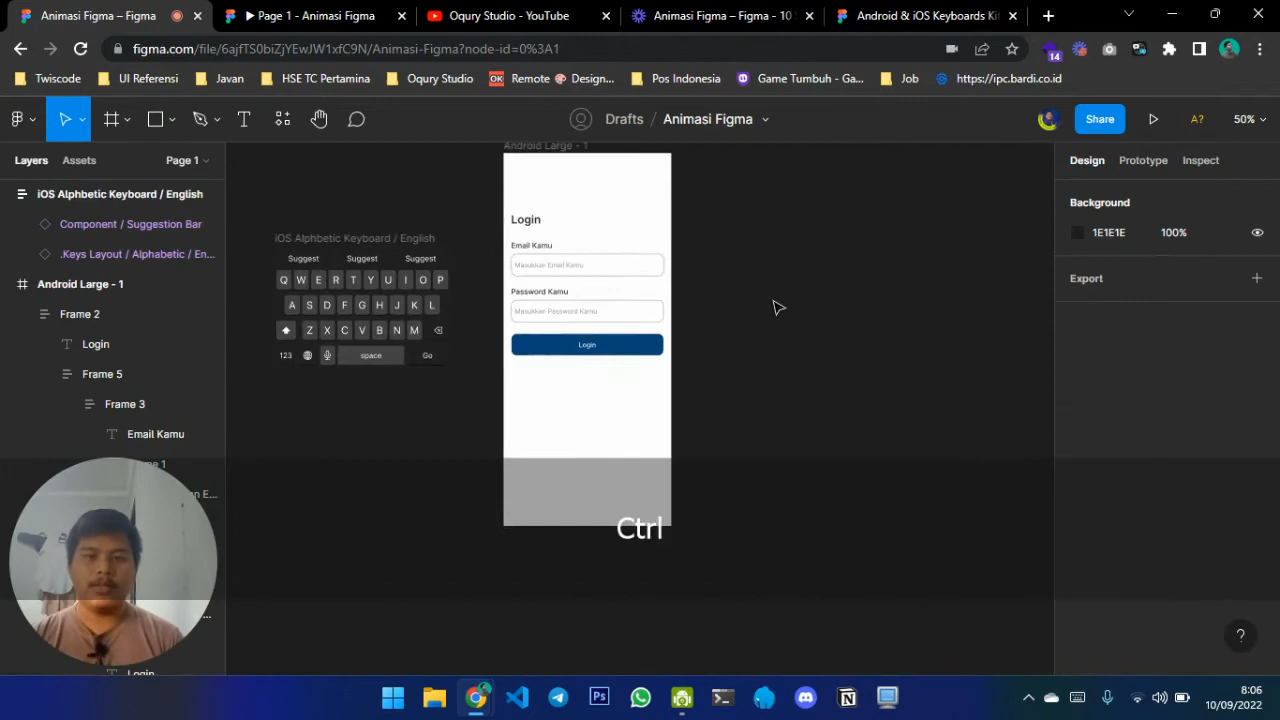 Animasi Figma - Figma
Page 1 - Animasi Figma
Oqury Studio - YouTube
Animasi Figma – Figma - 10
Android & iOS Keyboards Ki
figma.com/file/6ajfTS0biZjYEwJW1xfC9N/Animasi-Figma?node-id=0%3A1
14
Twiscode
UI Referensi
Javan
HSE TC Pertamina
Oqury Studio
OK Remote Design...
Pos Indonesia
Game Tumbuh - Ga...
Job
https://rjc.bardi.co.id
Drafts / Animasi Figma
Share
A?
50%
Layers
Assets
Page 1
Design
Prototype
Inspect
iOS Alphbetic Keyboard / English
Component / Suggestion Bar
.Keys Layout / Alphabetic / En...
Android Large - 1
Frame 2
Login
Frame 5
Frame 3
Email Kamu
Login
iOS Alphbetic Keyboard / English
Suggest Suggest Suggest
Q W E R T Y U I O P
S D F G H J K L
Z X C V B N M
123 space Go
Android Large - 1
Login
Email Kamu
Masukkan Email Kamu
Password Kamu
Masukkan Password Kamu
Login
Ctrl
Background
1E1E1E 100%
Export
?
Ps
8:06
10/09/2022